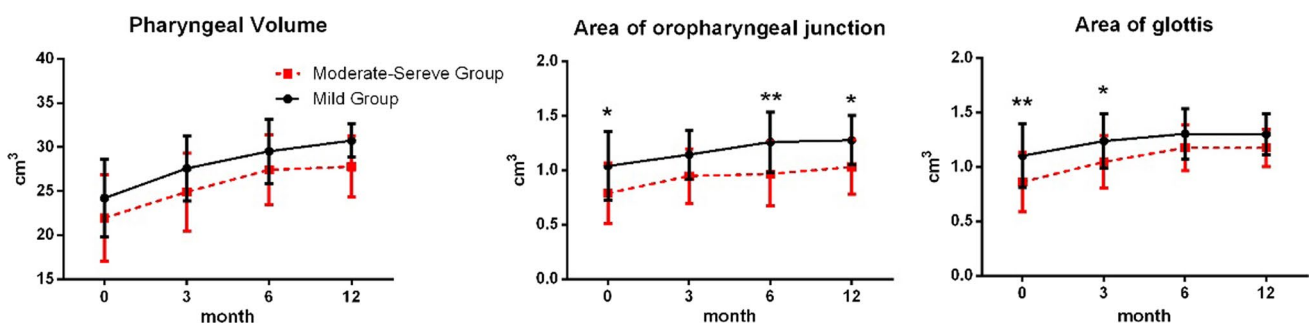 Pharyngeal Volume
40
35
30
25
20
15
cm3
0 3 6 12
month
Moderate-Sereve Group
Mild Group
Area of oropharyngeal junction
2.0
1.5
1.0
0.5
0.0
cm3
* ** *
0 3 6 12
month
Area of glottis
2.0
1.5
1.0
0.5
0.0
cm3
** *
0 3 6 12
month